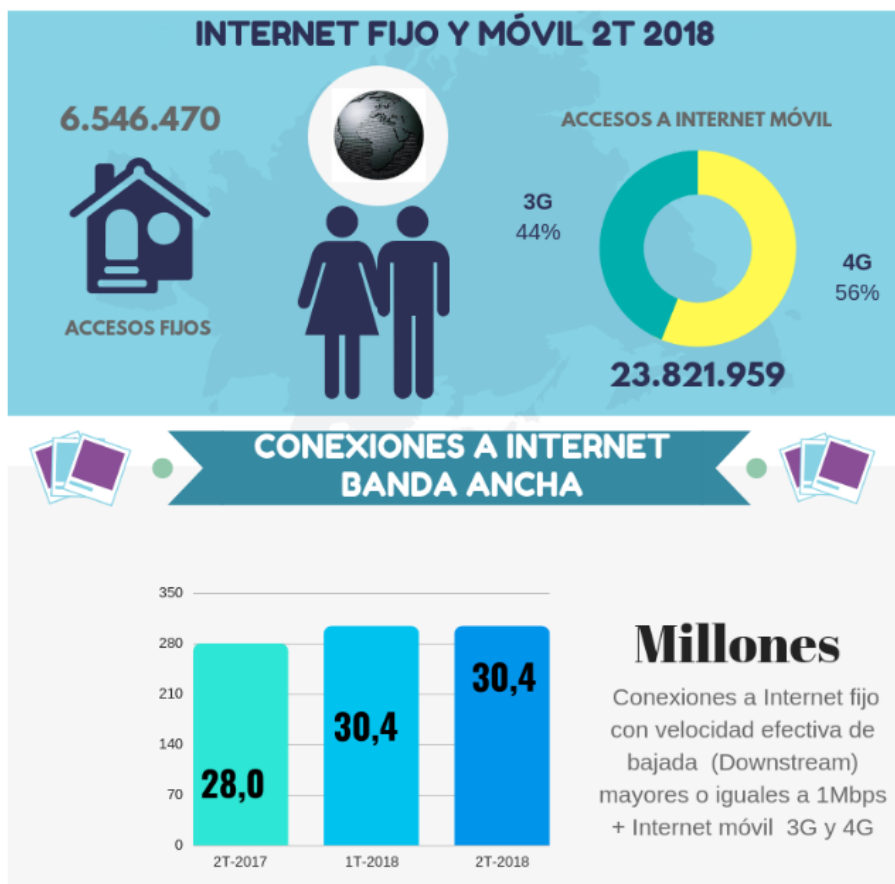 INTERNET FIJO Y MÓVIL 2T 2018
6.546.470
ACCESOS FIJOS
ACCESOS A INTERNET MÓVIL
3G
44%
4G
56%
23.821.959
CONEXIONES A INTERNET
BANDA ANCHA
350
280
210
140
70
0
28,0
30,4
30,4
2T-2017
1T-2018
2T-2018
Millones
Conexiones a Internet fijo
con velocidad efectiva de
bajada (Downstream)
mayores o iguales a 1Mbps
+ Internet móvil 3G y 4G